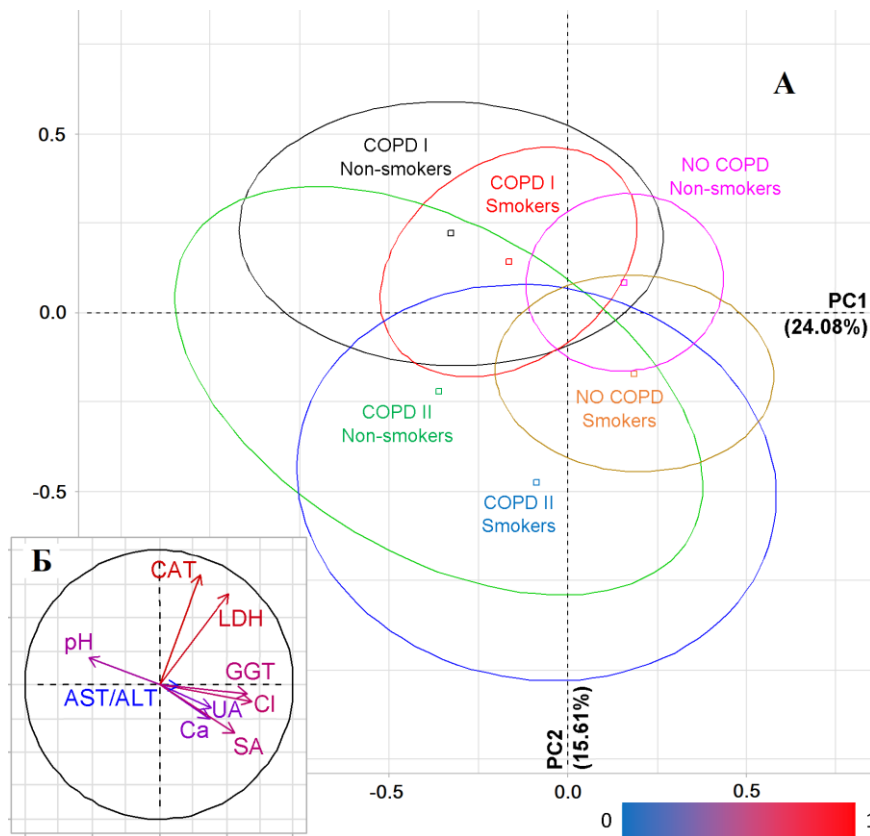 А
0.5
COPD I
Non-smokers
COPD I
Smokers
NO COPD
Non-smokers
0.0
PC1
(24.08%)
COPD II
Non-smokers
NO COPD
Smokers
-0.5
COPD II
Smokers
Б
CAT
LDH
pH
GGT
Cl
AST/ALT
UA
Ca
SA
PC2
(15.61%)
-0.5
0.0
0.5
0
1